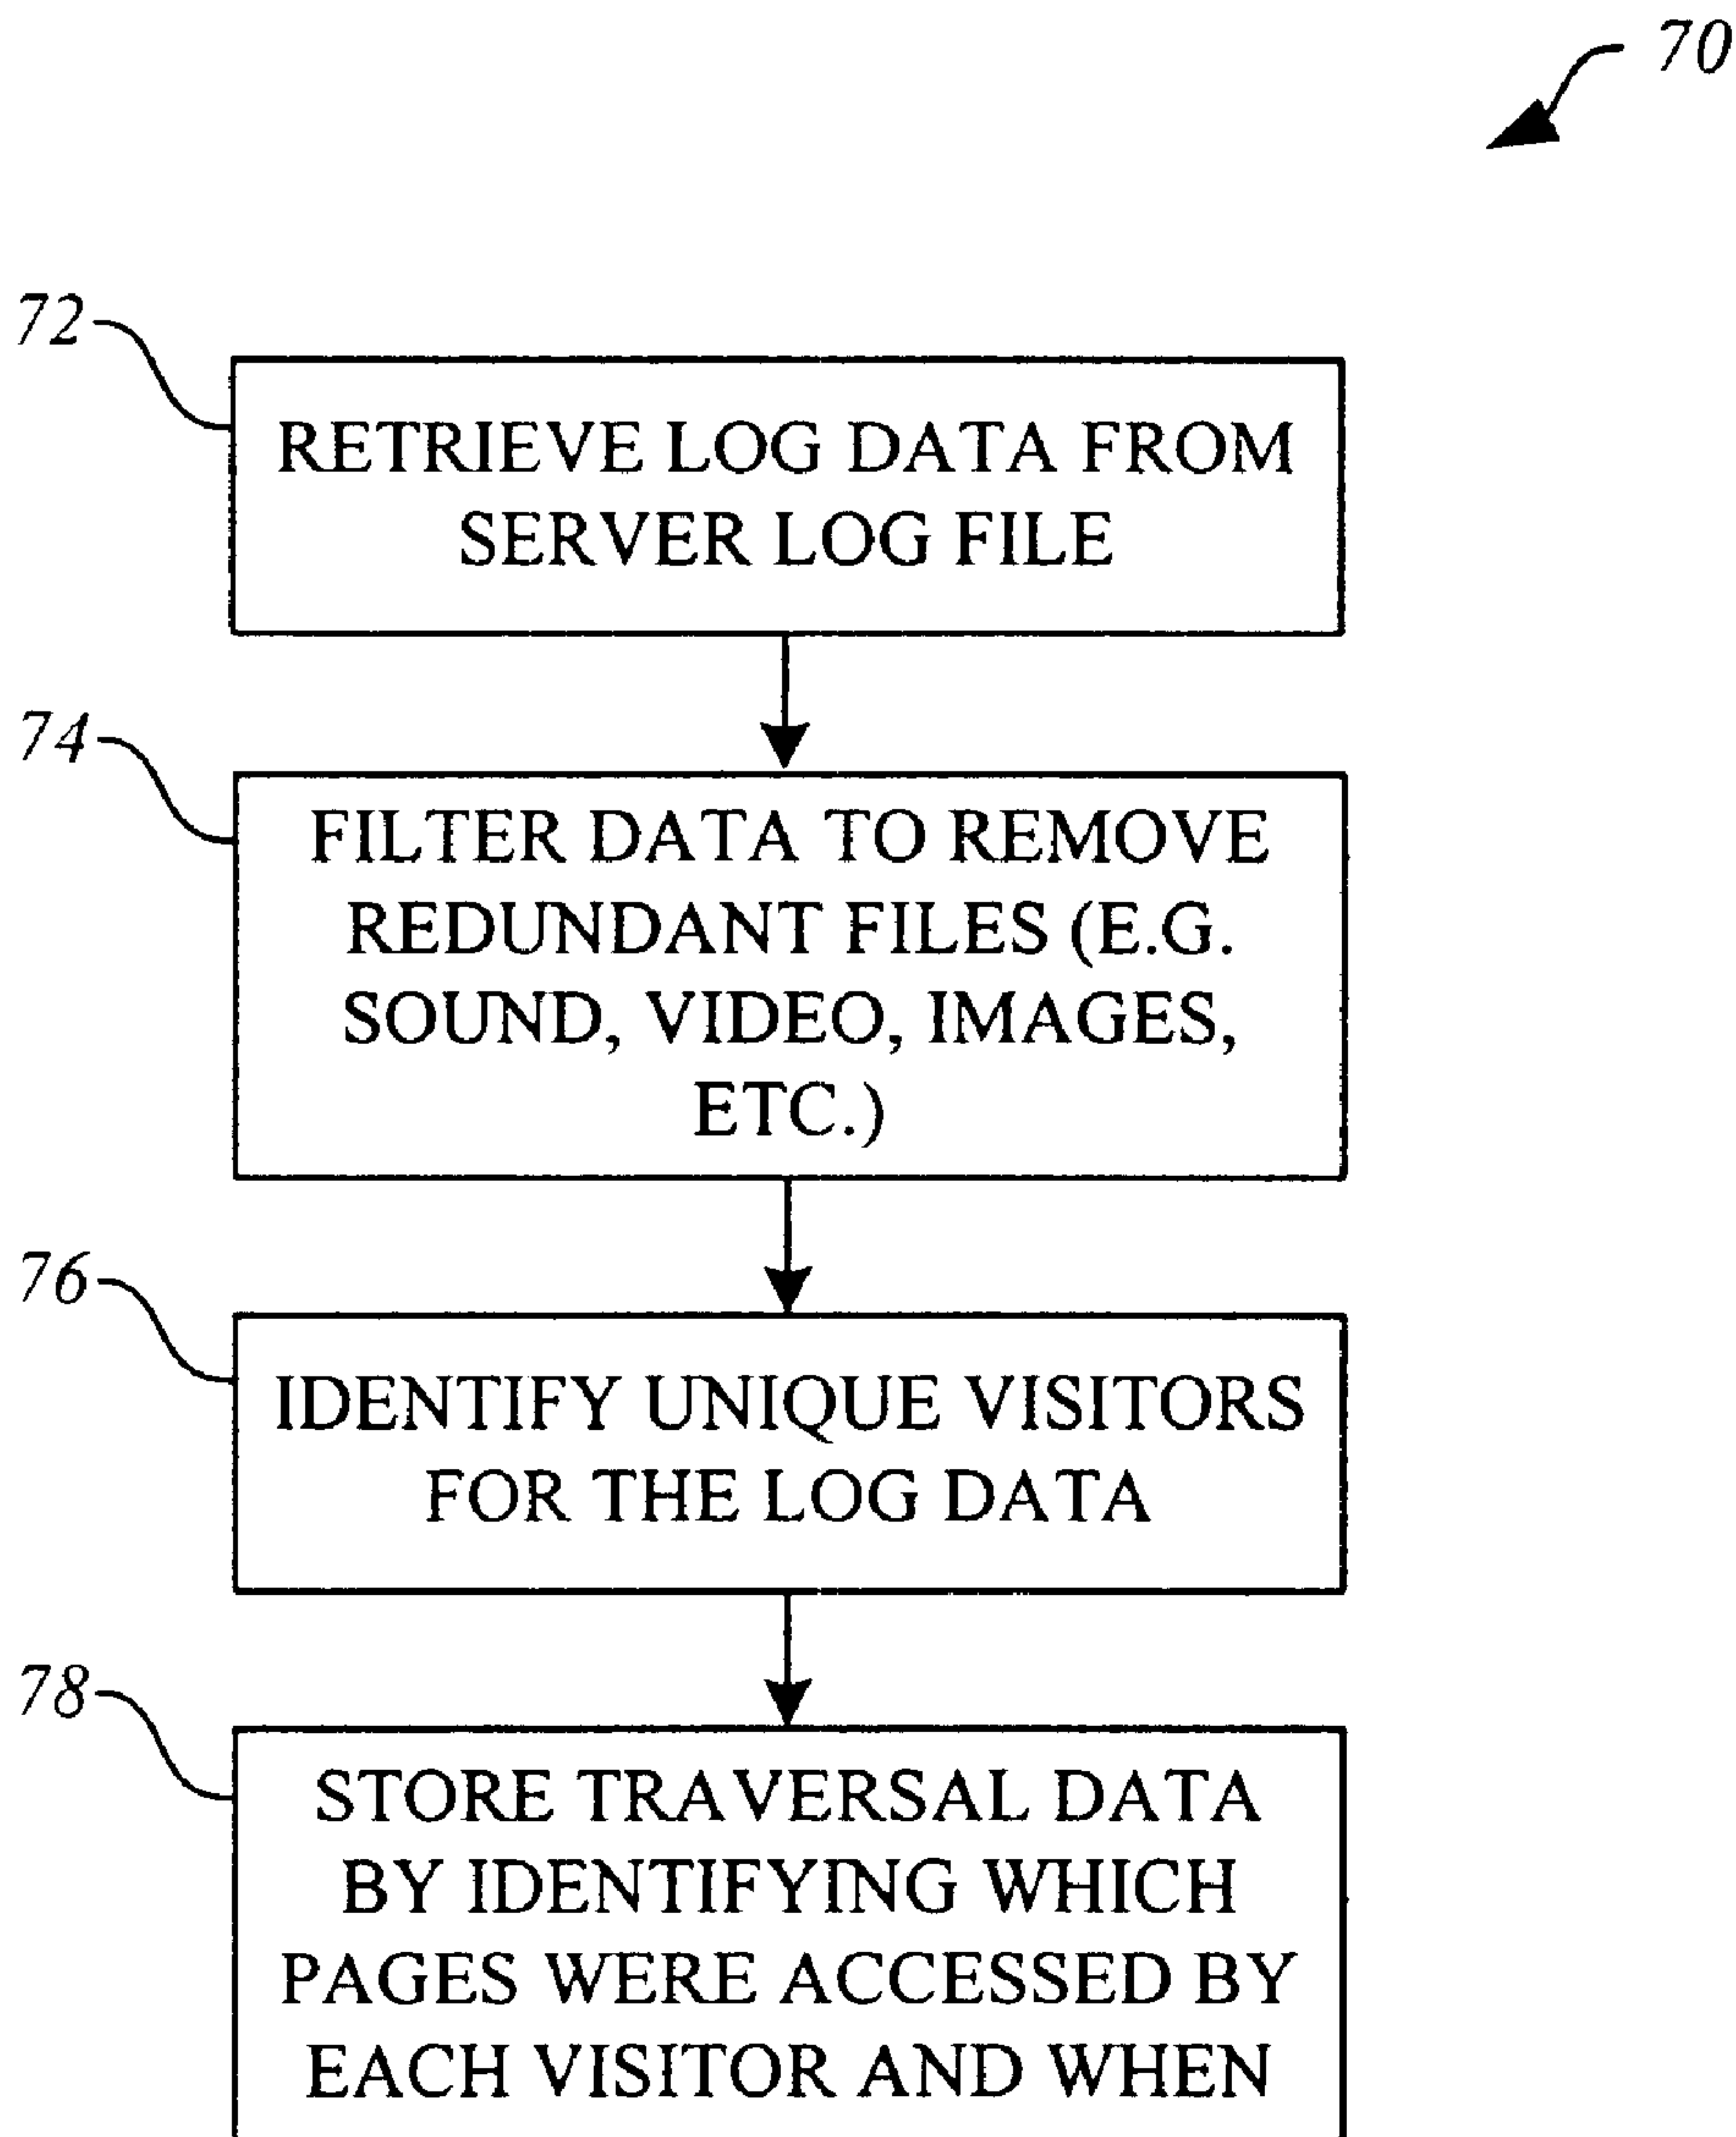 70
72
RETRIEVE LOG DATA FROM
SERVER LOG FILE
74
FILTER DATA TO REMOVE
REDUNDANT FILES (E.G.
SOUND, VIDEO, IMAGES,
ETC.)
76
IDENTIFY UNIQUE VISITORS
FOR THE LOG DATA
78
STORE TRAVERSAL DATA
BY IDENTIFYING WHICH
PAGES WERE ACCESSED BY
EACH VISITOR AND WHEN